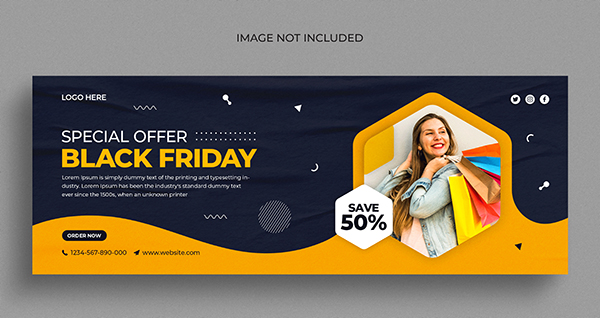 IMAGE NOT INCLUDED
LOGO HERE
SPECIAL OFFER
BLACK FRIDAY
Lorem Ipsum is simply dummy text of the printing and typesetting in-
dustry. Lorem Ipsum has been the industry's standard dummy text
ever since the 1500s, when an unknown printer
SAVE
50%
ORDER NOW
1234-567-890-000 www.website.com